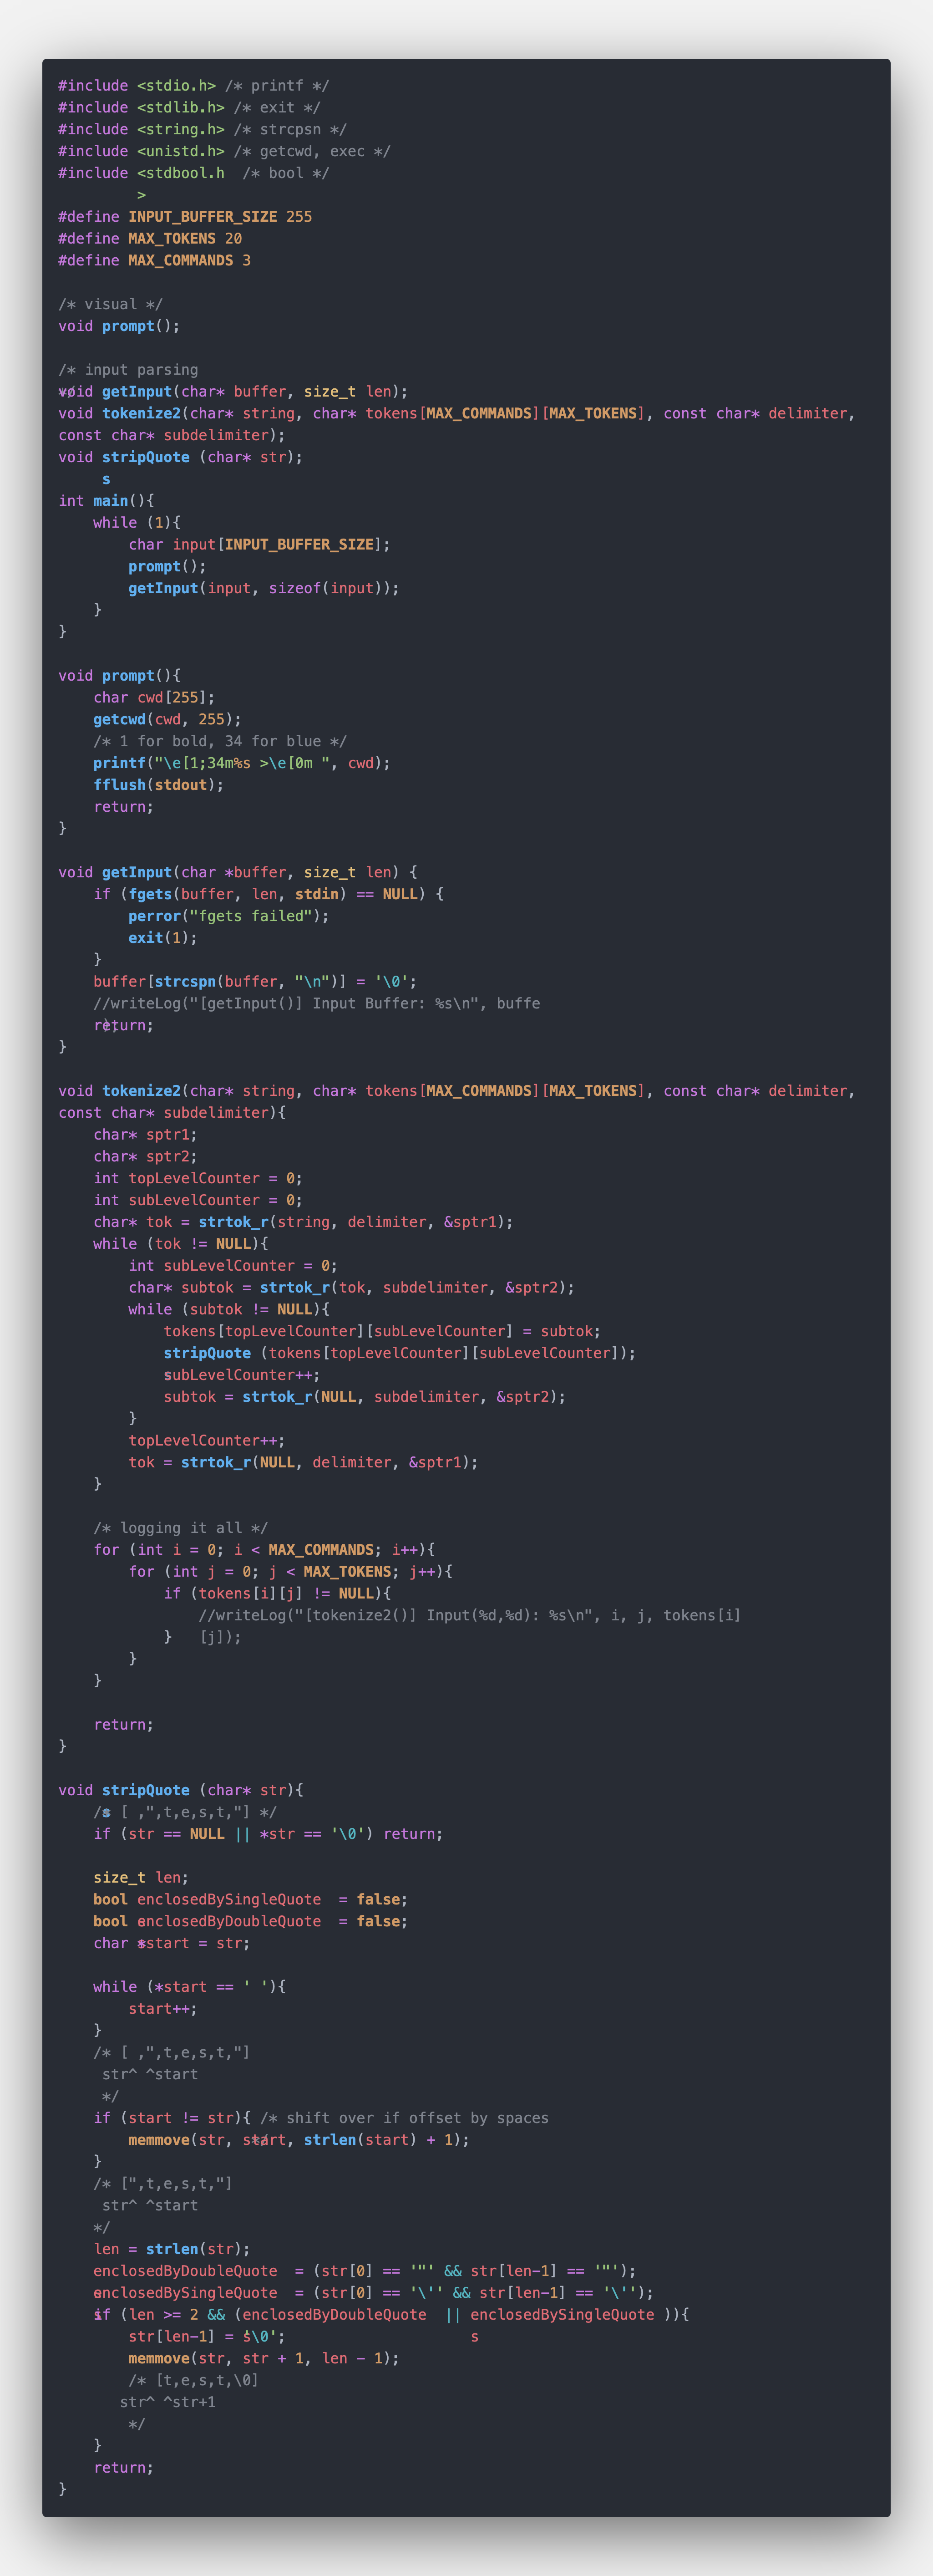 #include <stdio.h> /* printf */
#include <stdlib.h> /* exit */
#include <string.h> /* strcpsn */
#include <unistd.h> /* getcwd, exec */
#include <stdbool.h  /* bool */
>
#define INPUT_BUFFER_SIZE 255
#define MAX_TOKENS 20
#define MAX_COMMANDS 3

/* visual */
void prompt();

/* input parsing
*/
void getInput(char* buffer, size_t len);
void tokenize2(char* string, char* tokens[MAX_COMMANDS][MAX_TOKENS], const char* delimiter,
const char* subdelimiter);
void stripQuote (char* str);
s
int main(){
    while (1){
        char input[INPUT_BUFFER_SIZE];
        prompt();
        getInput(input, sizeof(input));
    }
}

void prompt(){
    char cwd[255];
    getcwd(cwd, 255);
    /* 1 for bold, 34 for blue */
    printf("\e[1;34m%s >\e[0m ", cwd);
    fflush(stdout);
    return;
}

void getInput(char *buffer, size_t len) {
    if (fgets(buffer, len, stdin) == NULL) {
        perror("fgets failed");
        exit(1);
    }
    buffer[strcspn(buffer, "\n")] = '\0';
    //writeLog("[getInput()] Input Buffer: %s\n", buffe
    r);
    return;
}

void tokenize2(char* string, char* tokens[MAX_COMMANDS][MAX_TOKENS], const char* delimiter,
const char* subdelimiter){
    char* sptr1;
    char* sptr2;
    int topLevelCounter = 0;
    int subLevelCounter = 0;
    char* tok = strtok_r(string, delimiter, &sptr1);
    while (tok != NULL){
        int subLevelCounter = 0;
        char* subtok = strtok_r(tok, subdelimiter, &sptr2);
        while (subtok != NULL){
            tokens[topLevelCounter][subLevelCounter] = subtok;
            stripQuote (tokens[topLevelCounter][subLevelCounter]);
            s
            subLevelCounter++;
            subtok = strtok_r(NULL, subdelimiter, &sptr2);
        }
        topLevelCounter++;
        tok = strtok_r(NULL, delimiter, &sptr1);
    }

    /* logging it all */
    for (int i = 0; i < MAX_COMMANDS; i++){
        for (int j = 0; j < MAX_TOKENS; j++){
            if (tokens[i][j] != NULL){
                //writeLog("[tokenize2()] Input(%d,%d): %s\n", i, j, tokens[i]
            }   [j]);
        }
    }

    return;
}

void stripQuote (char* str){
    s
    /* [ ,",t,e,s,t,"] */
    if (str == NULL || *str == '\0') return;

    size_t len;
    bool enclosedBySingleQuote  = false;
    s
    bool enclosedByDoubleQuote  = false;
    s
    char *start = str;

    while (*start == ' '){
        start++;
    }
    /* [ ,",t,e,s,t,"]
     str^ ^start
     */
    if (start != str){ /* shift over if offset by spaces
    */
        memmove(str, start, strlen(start) + 1);
    }
    /* [",t,e,s,t,"]
     str^ ^start
    */
    len = strlen(str);
    enclosedByDoubleQuote  = (str[0] == '"' && str[len-1] == '"');
    s
    enclosedBySingleQuote  = (str[0] == '\'' && str[len-1] == '\'');
    s
    if (len >= 2 && (enclosedByDoubleQuote  || enclosedBySingleQuote )){
    s s
        str[len-1] = '\0';
        memmove(str, str + 1, len - 1);
        /* [t,e,s,t,\0]
       str^ ^str+1
        */
    }
    return;
}